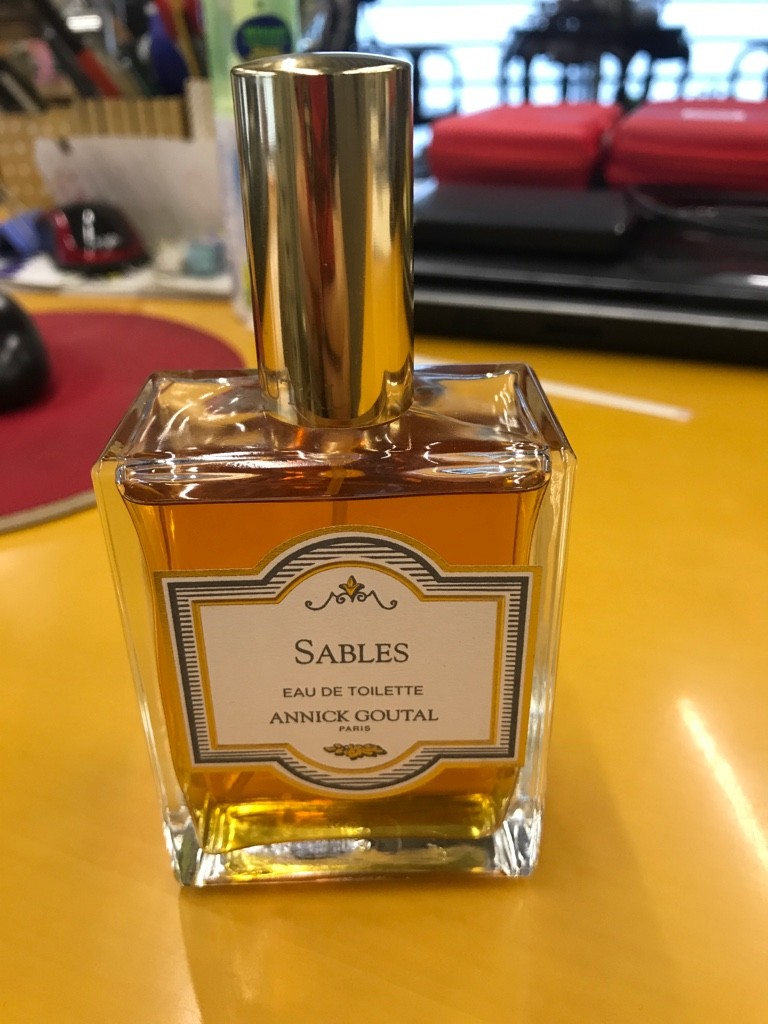 SABLES
EAU DE TOILETTE
ANNICK GOUTAL
PARIS